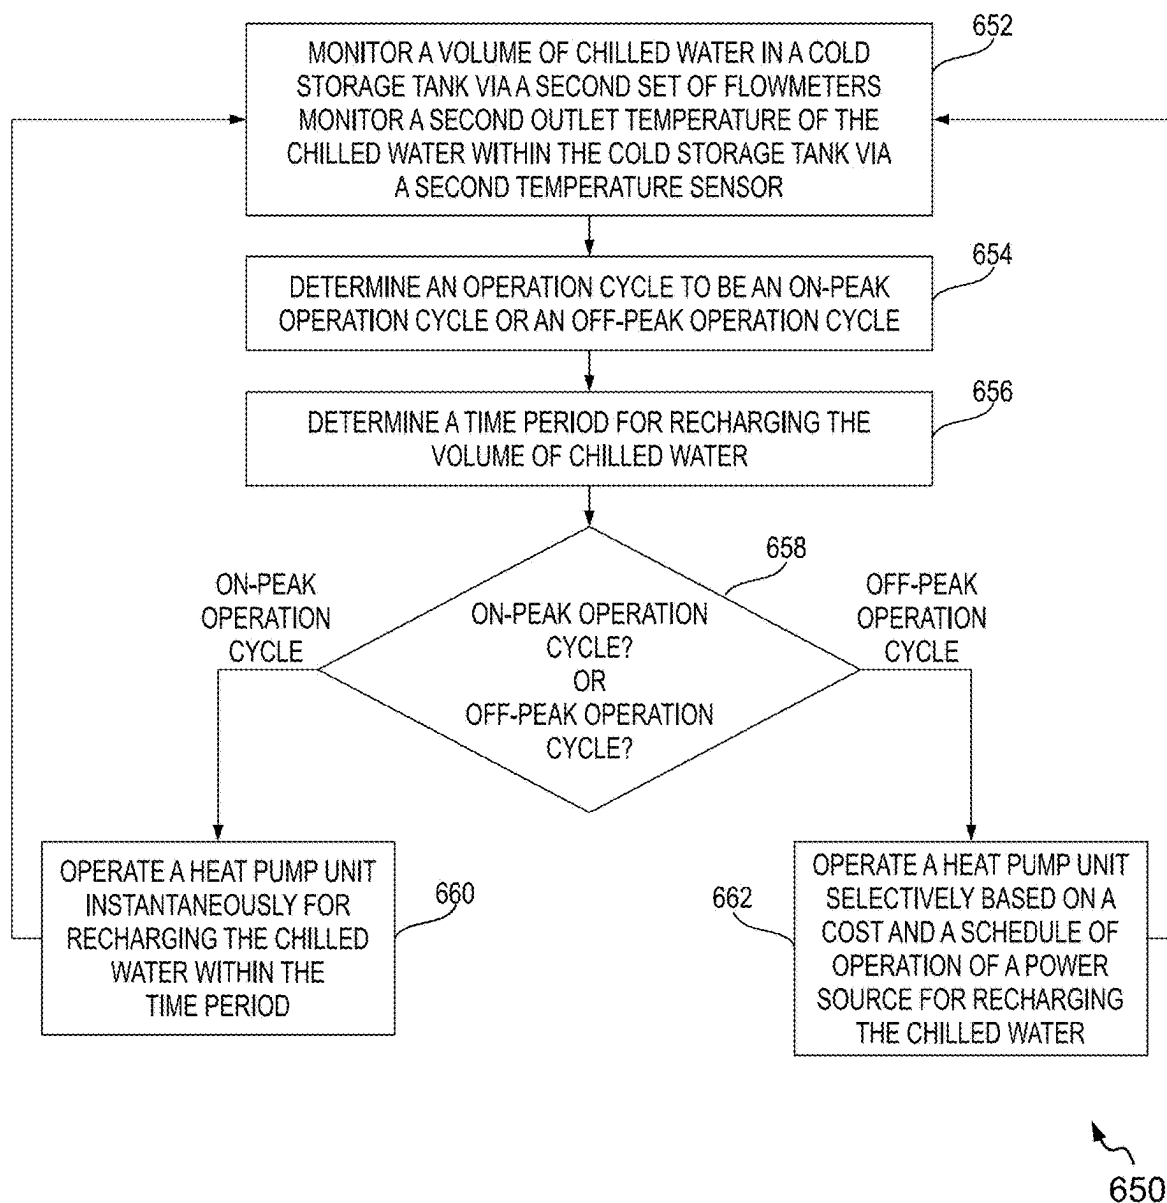 652
MONITOR A VOLUME OF CHILLED WATER IN A COLD
STORAGE TANK VIA A SECOND SET OF FLOWMETERS
MONITOR A SECOND OUTLET TEMPERATURE OF THE
CHILLED WATER WITHIN THE COLD STORAGE TANK VIA
A SECOND TEMPERATURE SENSOR
654
DETERMINE AN OPERATION CYCLE TO BE AN ON-PEAK
OPERATION CYCLE OR AN OFF-PEAK OPERATION CYCLE
656
DETERMINE A TIME PERIOD FOR RECHARGING THE
VOLUME OF CHILLED WATER
658
ON-PEAK
OPERATION
CYCLE
ON-PEAK OPERATION
CYCLE?
OR
OFF-PEAK OPERATION
CYCLE?
OFF-PEAK
OPERATION
CYCLE
OPERATE A HEAT PUMP UNIT
INSTANTANEOUSLY FOR
RECHARGING THE CHILLED
WATER WITHIN THE
TIME PERIOD
660
662
OPERATE A HEAT PUMP UNIT
SELECTIVELY BASED ON A
COST AND A SCHEDULE OF
OPERATION OF A POWER
SOURCE FOR RECHARGING
THE CHILLED WATER
650